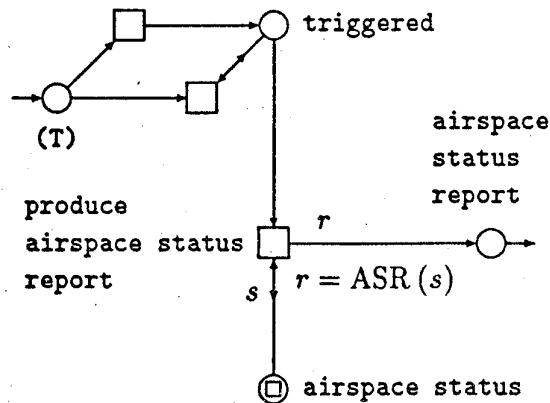 triggered
(T)
airspace
status
report
produce
airspace status
report
r
s
r = ASR (s)
airspace status